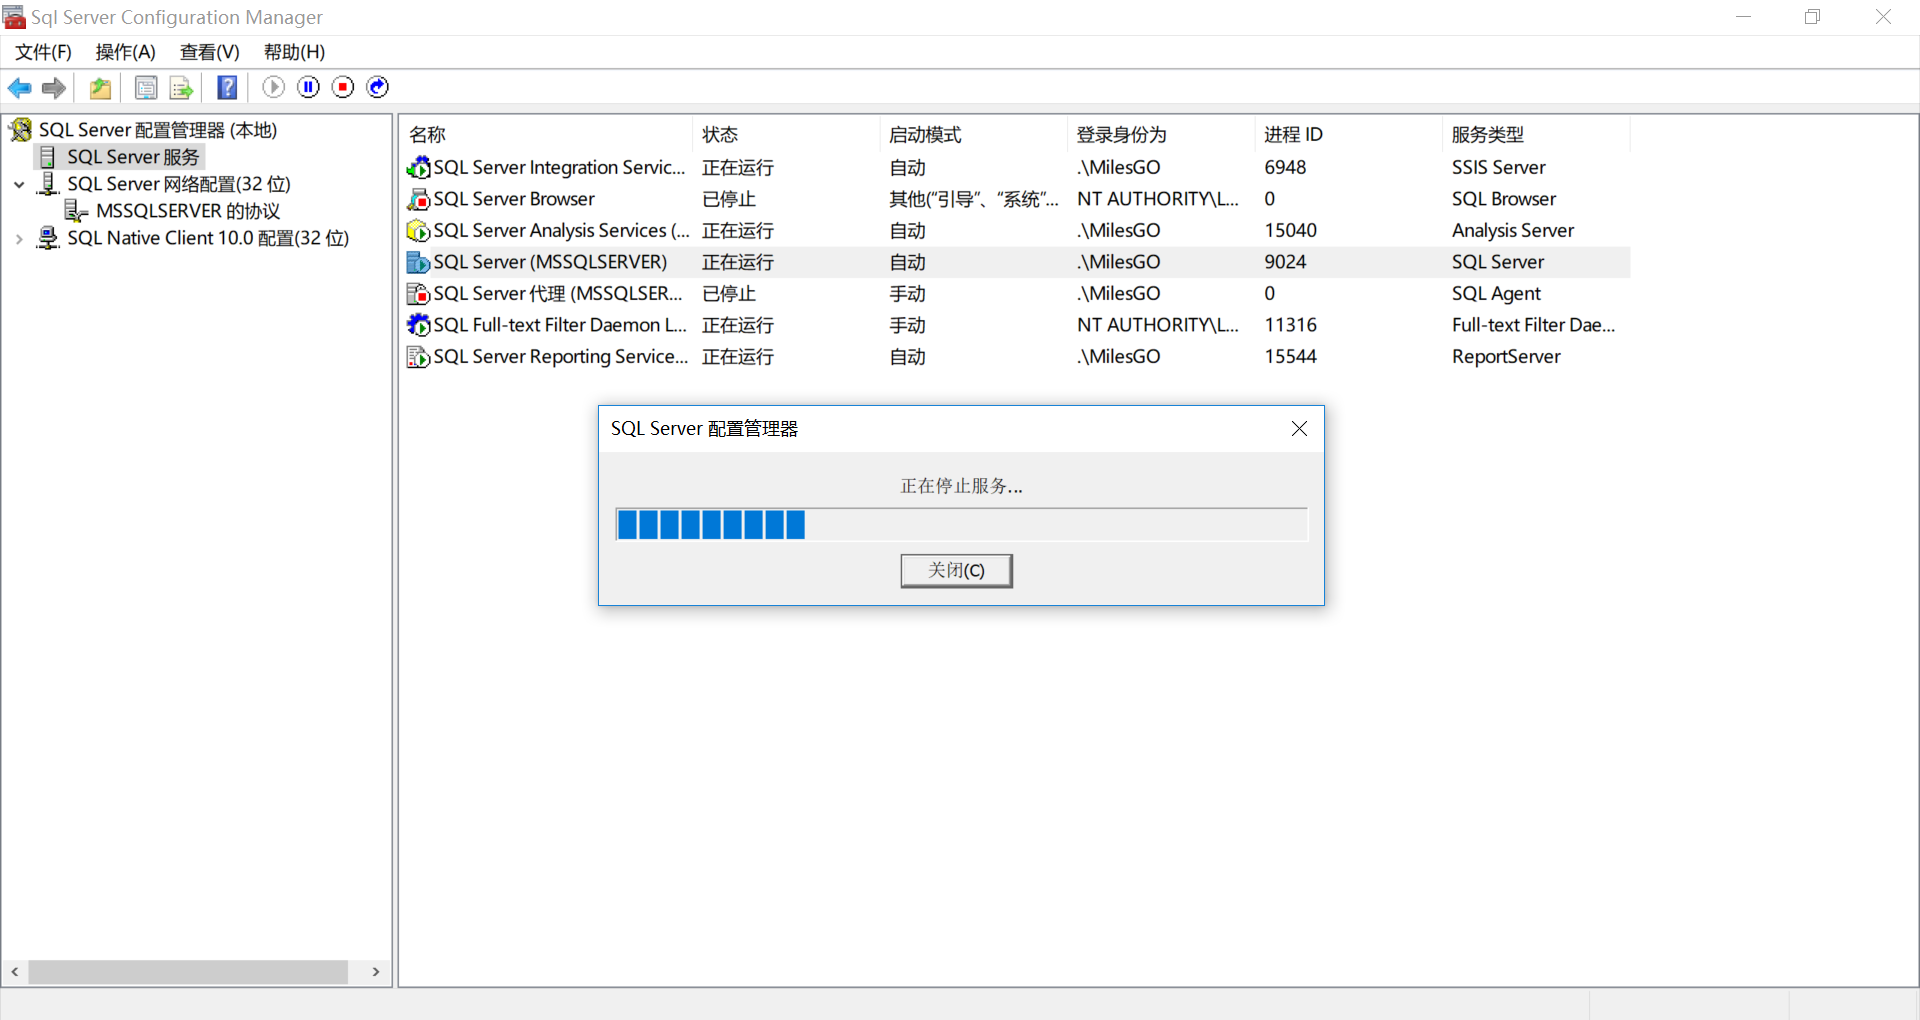 Sql Server Configuration Manager
文件(F) 操作(A) 查看(V) 帮助(H)
SQL Server 配置管理器 (本地)
SQL Server 服务
SQL Server 网络配置(32 位)
MSSQLSERVER 的协议
SQL Native Client 10.0 配置(32 位)
名称 状态 启动模式 登录身份为 进程 ID 服务类型
SQL Server Integration Servic... 正在运行 自动 .\MilesGO 6948 SSIS Server
SQL Server Browser 已停止 其他(“引导”、“系统”... NT AUTHORITY\L... 0 SQL Browser
SQL Server Analysis Services (... 正在运行 自动 .\MilesGO 15040 Analysis Server
SQL Server (MSSQLSERVER) 正在运行 自动 .\MilesGO 9024 SQL Server
SQL Server 代理 (MSSQLSER... 已停止 手动 .\MilesGO 0 SQL Agent
SQL Full-text Filter Daemon L... 正在运行 手动 NT AUTHORITY\L... 11316 Full-text Filter Dae...
SQL Server Reporting Service... 正在运行 自动 .\MilesGO 15544 ReportServer
SQL Server 配置管理器
正在停止服务...
关闭(C)